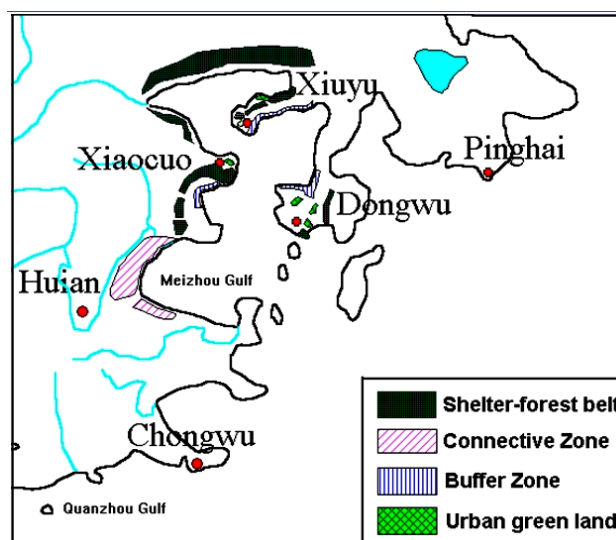 Xiuyu
Xiaocuo
Pinghai
Dongwu
Huian
Meizhou Gulf
Chongwu
Quanzhou Gulf
Shelter-forest belt
Connective Zone
Buffer Zone
Urban green land